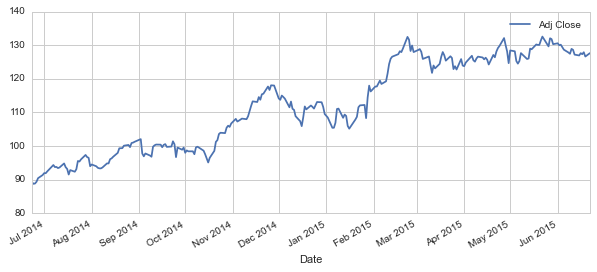 140
Adj Close
130
120
110
100
90
80
Jul 2014
Aug 2014
Sep 2014
Oct 2014
Nov 2014
Dec 2014
Jan 2015
Feb 2015
Mar 2015
Apr 2015
May 2015
Jun 2015
Date